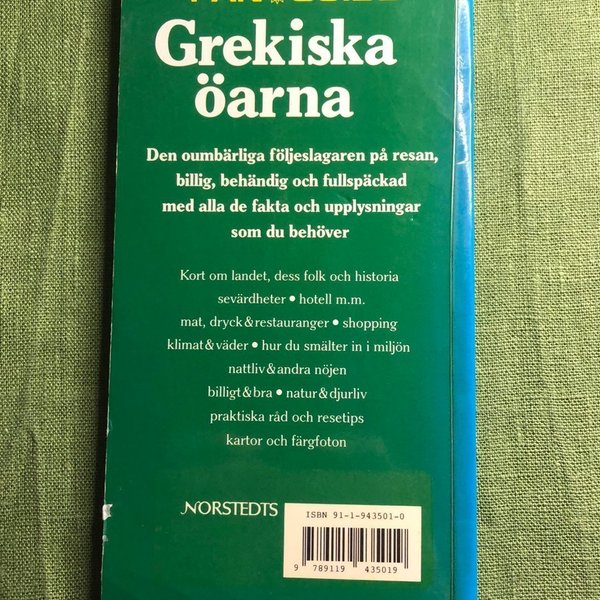 Grekiska
öarna
Den oumbärliga följeslagaren på resan,
billig, behändig och fullspäckad
med alla de fakta och upplysningar
som du behöver
Kort om landet, dess folk och historia
sevärdheter • hotell m.m.
mat, dryck & restauranger • shopping
klimat & väder • hur du smälter in i miljön
nattliv & andra nöjen
billigt & bra • natur & djurliv
praktiska råd och resetips
kartor och färgfoton
NORSTEDTS
ISBN 91-1-943501-0
9 789119 435019